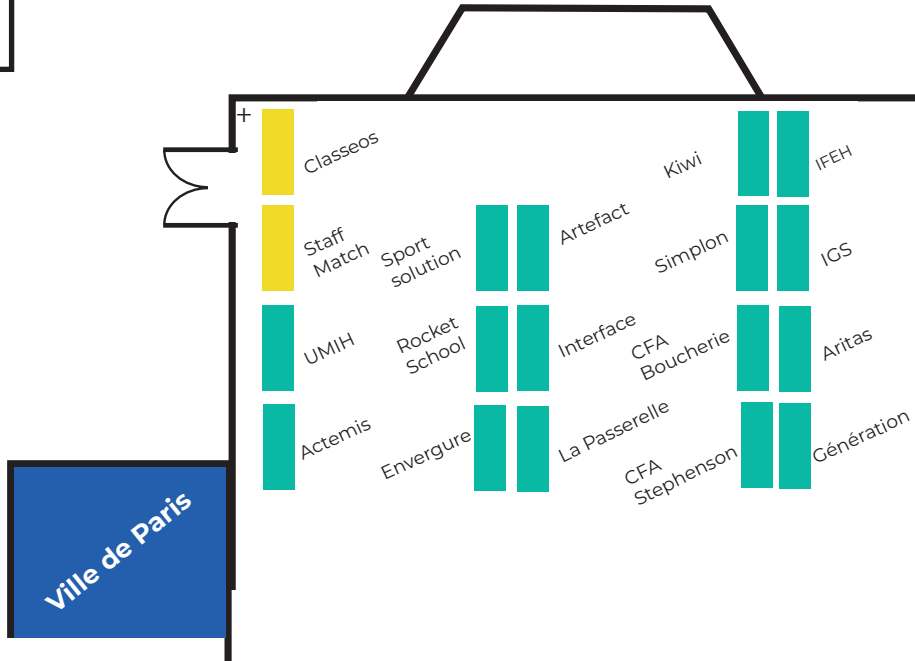 +
Classeos
Kiwi
IFEH
Staff
Match
Sport
solution
Artefact
Simplon
IGS
UMIH
Rocket
School
Interface
CFA
Boucherie
Aritas
Actemis
Envergure
La Passerelle
CFA
Stephenson
Génération
Ville de Paris